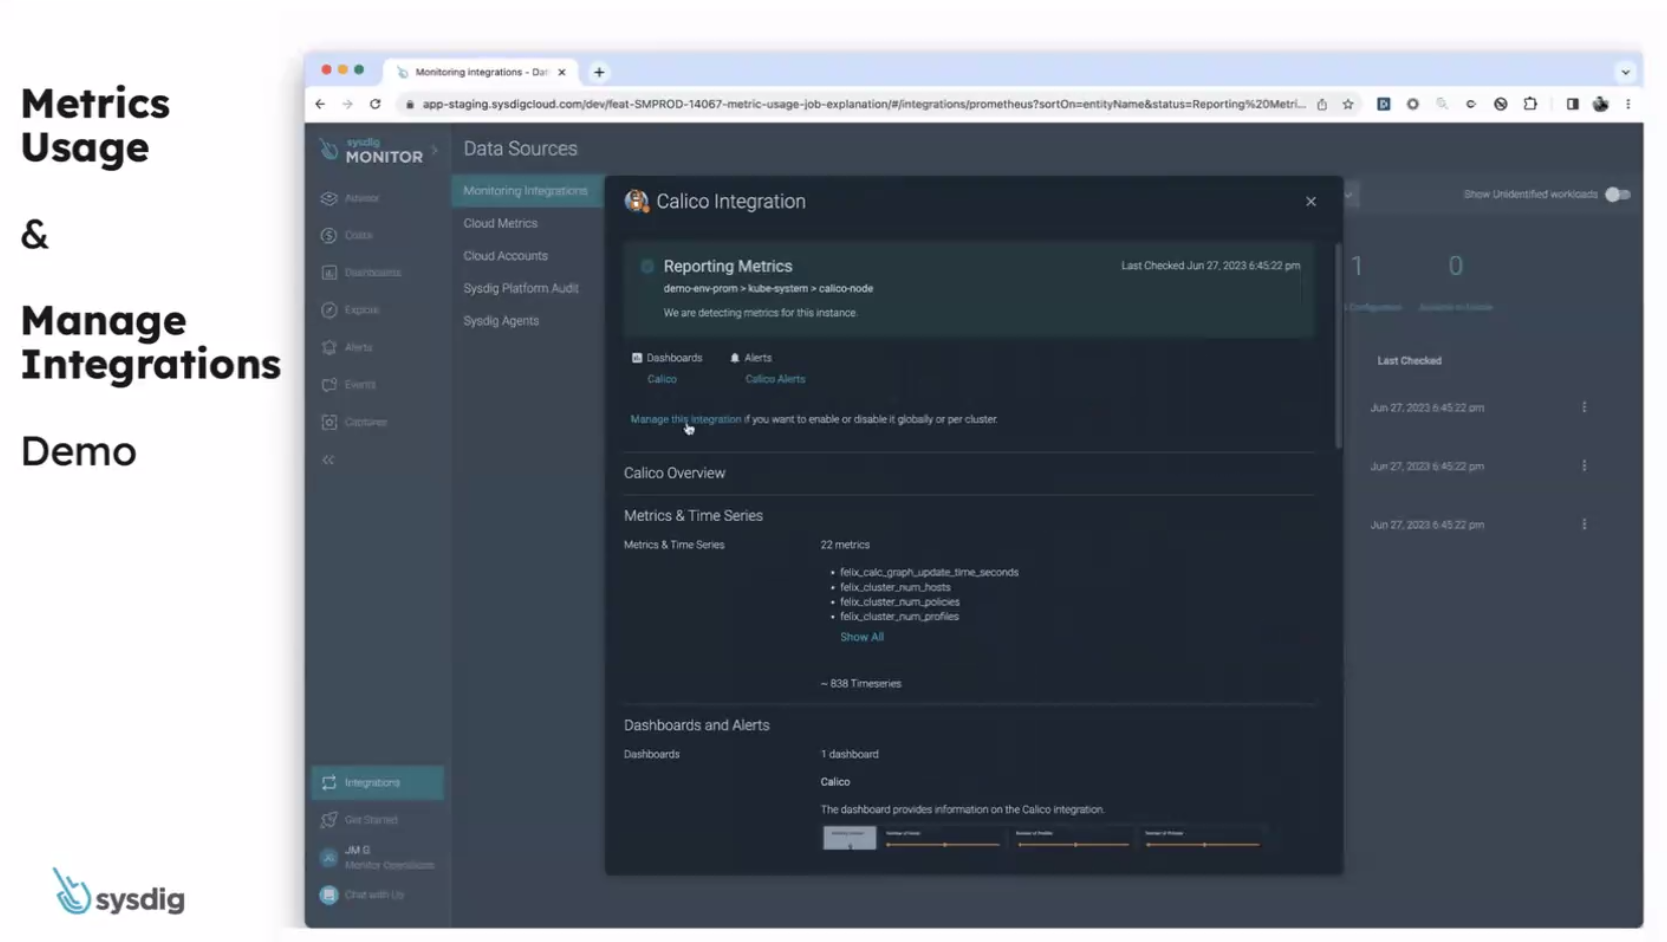 Metrics
Usage
&
Manage
Integrations
Demo
sysdig
Monitoring Integrations - Dat
app-staging.sysdigcloud.com/dev/feat-SMPROD-14067-metric-usage-job-explanation/#/integrations/prometheus?sortOn=entityName&status=Reporting%20Metri...
sysdig
MONITOR
Advisor
Costs
Dashboards
Explore
Alerts
Events
Captures
Integrations
Get Started
JM G
Monitor Operations
Chat with Us
Data Sources
Monitoring Integrations
Cloud Metrics
Cloud Accounts
Sysdig Platform Audit
Sysdig Agents
Show Unidentified workloads
1
0
Last Checked
Jun 27, 2023 6:45:22 pm
Jun 27, 2023 6:45:22 pm
Jun 27, 2023 6:45:22 pm
Calico Integration
Reporting Metrics
Last Checked Jun 27, 2023 6:45:22 pm
demo-env-prom > kube-system > calico-node
We are detecting metrics for this instance.
Dashboards
Alerts
Calico
Calico Alerts
Manage this integration if you want to enable or disable it globally or per cluster.
Calico Overview
Metrics & Time Series
Metrics & Time Series
22 metrics
• felix_calc_graph_update_time_seconds
• felix_cluster_num_hosts
• felix_cluster_num_policies
• felix_cluster_num_profiles
Show All
~ 838 Timeseries
Dashboards and Alerts
Dashboards
1 dashboard
Calico
The dashboard provides information on the Calico integration.